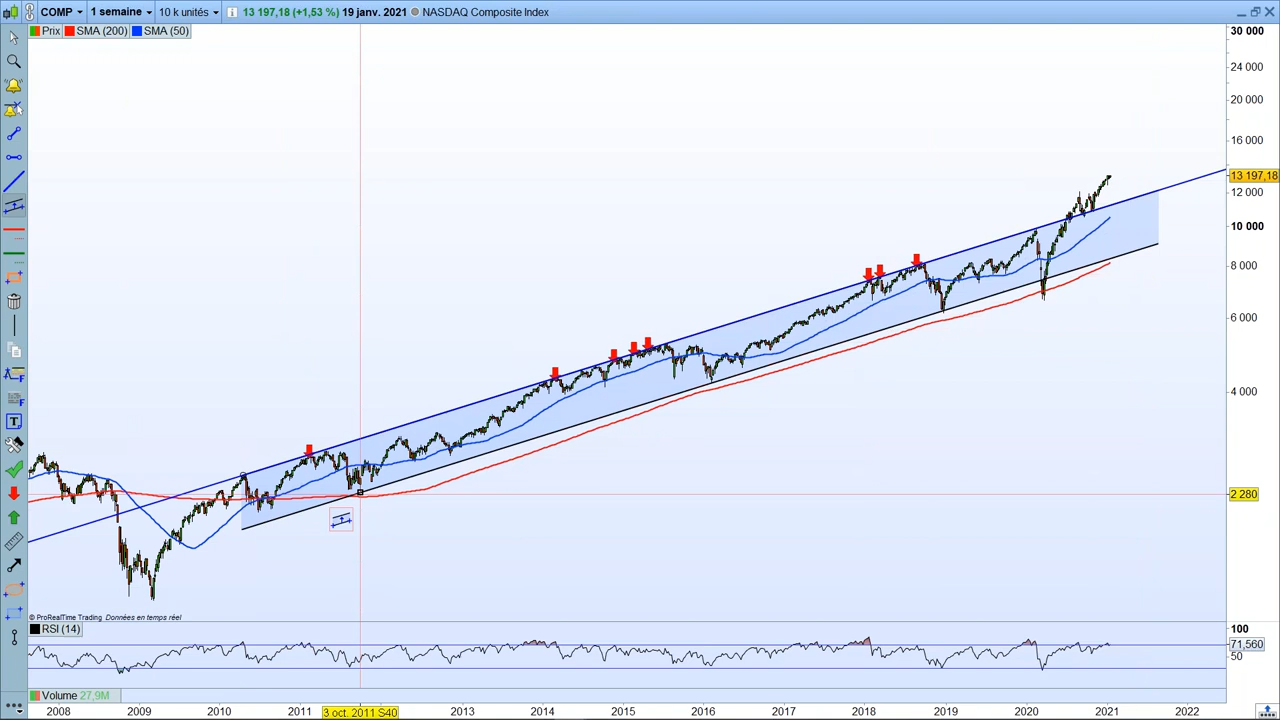 COMP 1 semaine 10 k unités 13 197,18 (+1,53 %) 19 janv. 2021 NASDAQ Composite Index
Prix SMA (200) SMA (50)
30 000
24 000
20 000
16 000
13 197,18
12 000
10 000
8 000
6 000
4 000
2 280
© ProRealTime Trading Données en temps réel
RSI (14)
100
71,560
50
Volume 27,9M
2008 2009 2010 2011 3 oct. 2011 S40 2013 2014 2015 2016 2017 2018 2019 2020 2021 2022